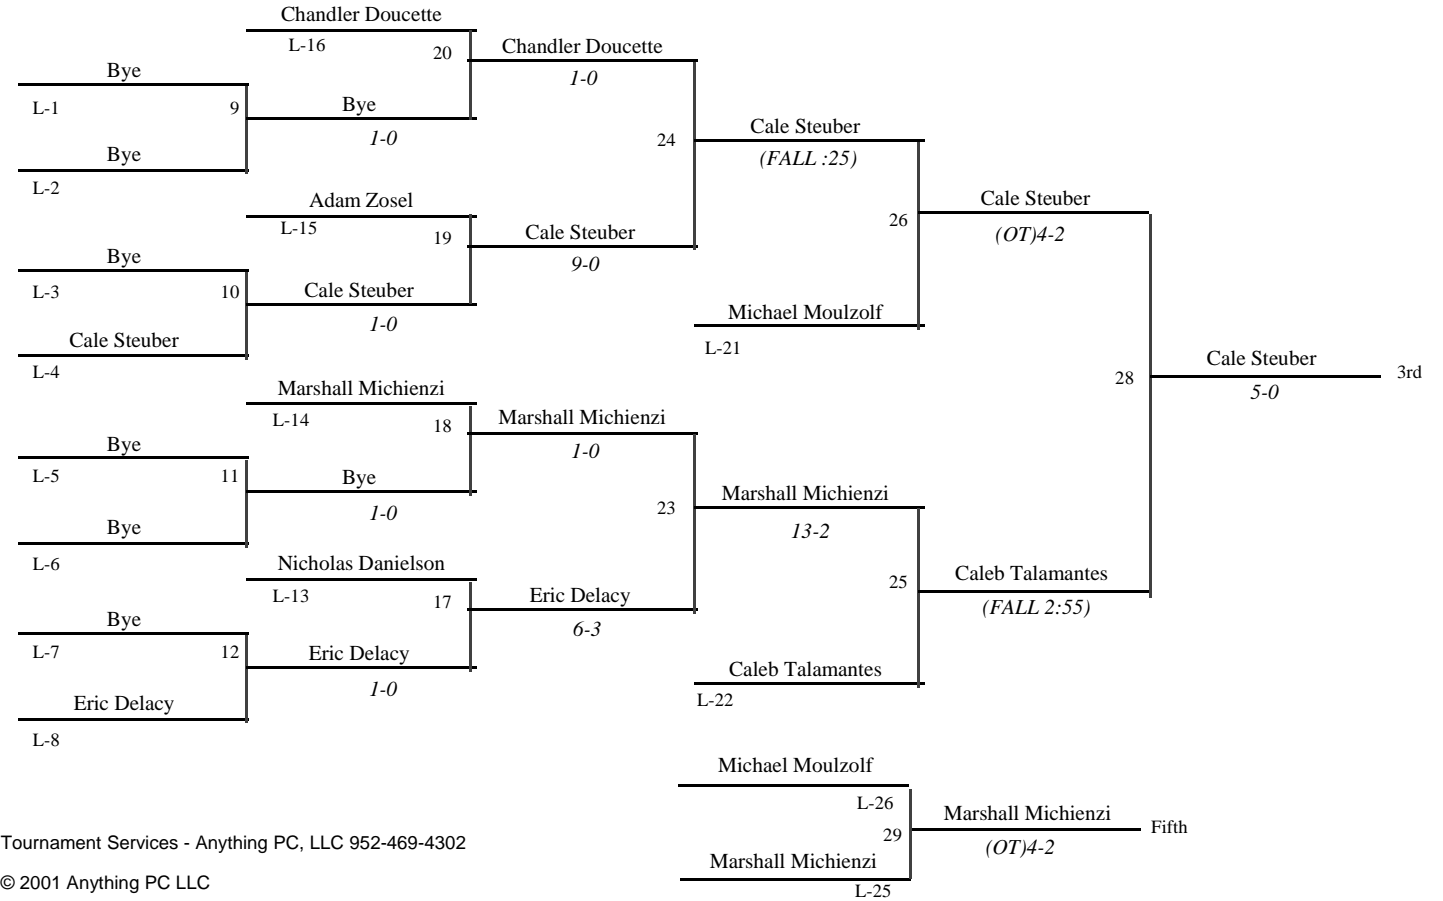 Chandler Doucette
L-16
20
Chandler Doucette
1-0
Bye
L-1
9
Bye
1-0
Bye
L-2
24
Cale Steuber
(FALL :25)
Adam Zosel
L-15
19
Cale Steuber
9-0
26
Cale Steuber
(OT)4-2
Bye
L-3
10
Cale Steuber
1-0
Cale Steuber
L-4
Michael Moulzolf
L-21
28
Cale Steuber
5-0
3rd
Marshall Michienzi
L-14
18
Marshall Michienzi
1-0
Bye
L-5
11
Bye
1-0
Bye
L-6
23
Marshall Michienzi
13-2
Nicholas Danielson
L-13
17
Eric Delacy
6-3
25
Caleb Talamantes
(FALL 2:55)
Bye
L-7
12
Eric Delacy
1-0
Eric Delacy
L-8
Caleb Talamantes
L-22
Michael Moulzolf
L-26
29
Marshall Michienzi
(OT)4-2
Fifth
Marshall Michienzi
L-25
Tournament Services - Anything PC, LLC 952-469-4302
© 2001 Anything PC LLC